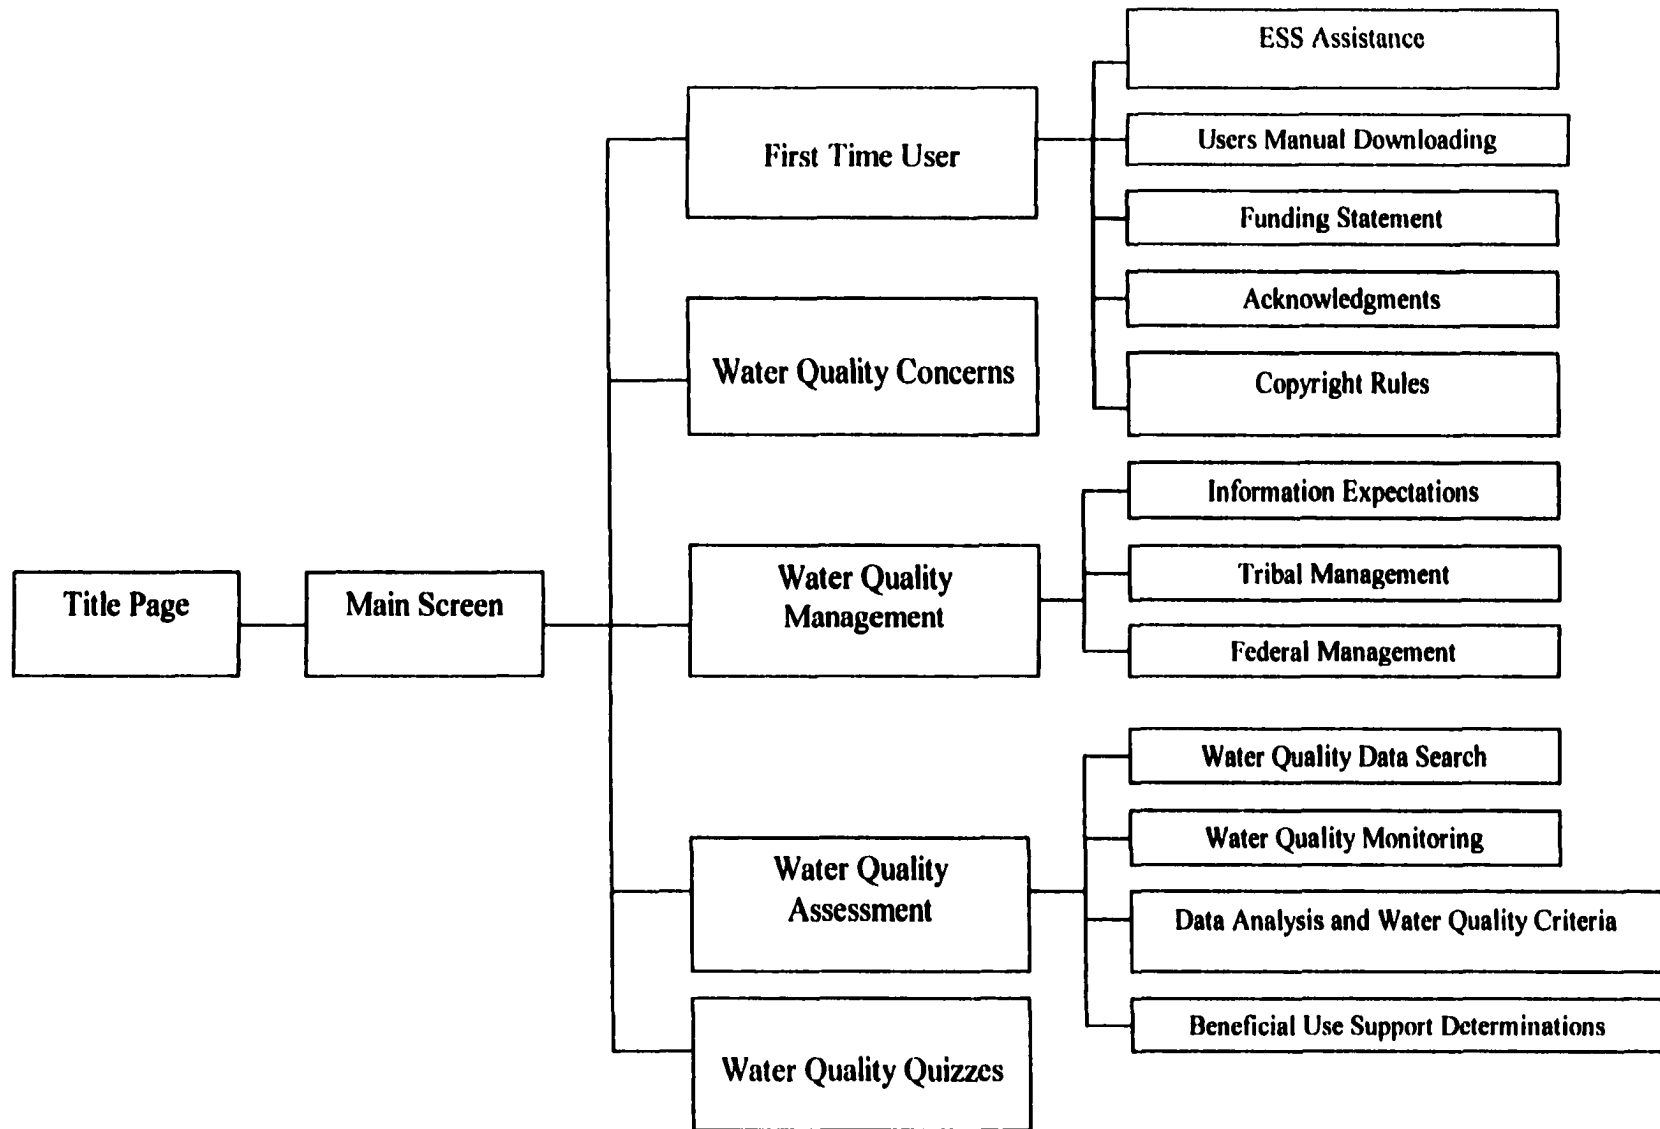 Title Page
Main Screen
First Time User
ESS Assistance
Users Manual Downloading
Funding Statement
Acknowledgments
Copyright Rules
Water Quality Concerns
Water Quality
Management
Information Expectations
Tribal Management
Federal Management
Water Quality
Assessment
Water Quality Data Search
Water Quality Monitoring
Data Analysis and Water Quality Criteria
Beneficial Use Support Determinations
Water Quality Quizzes